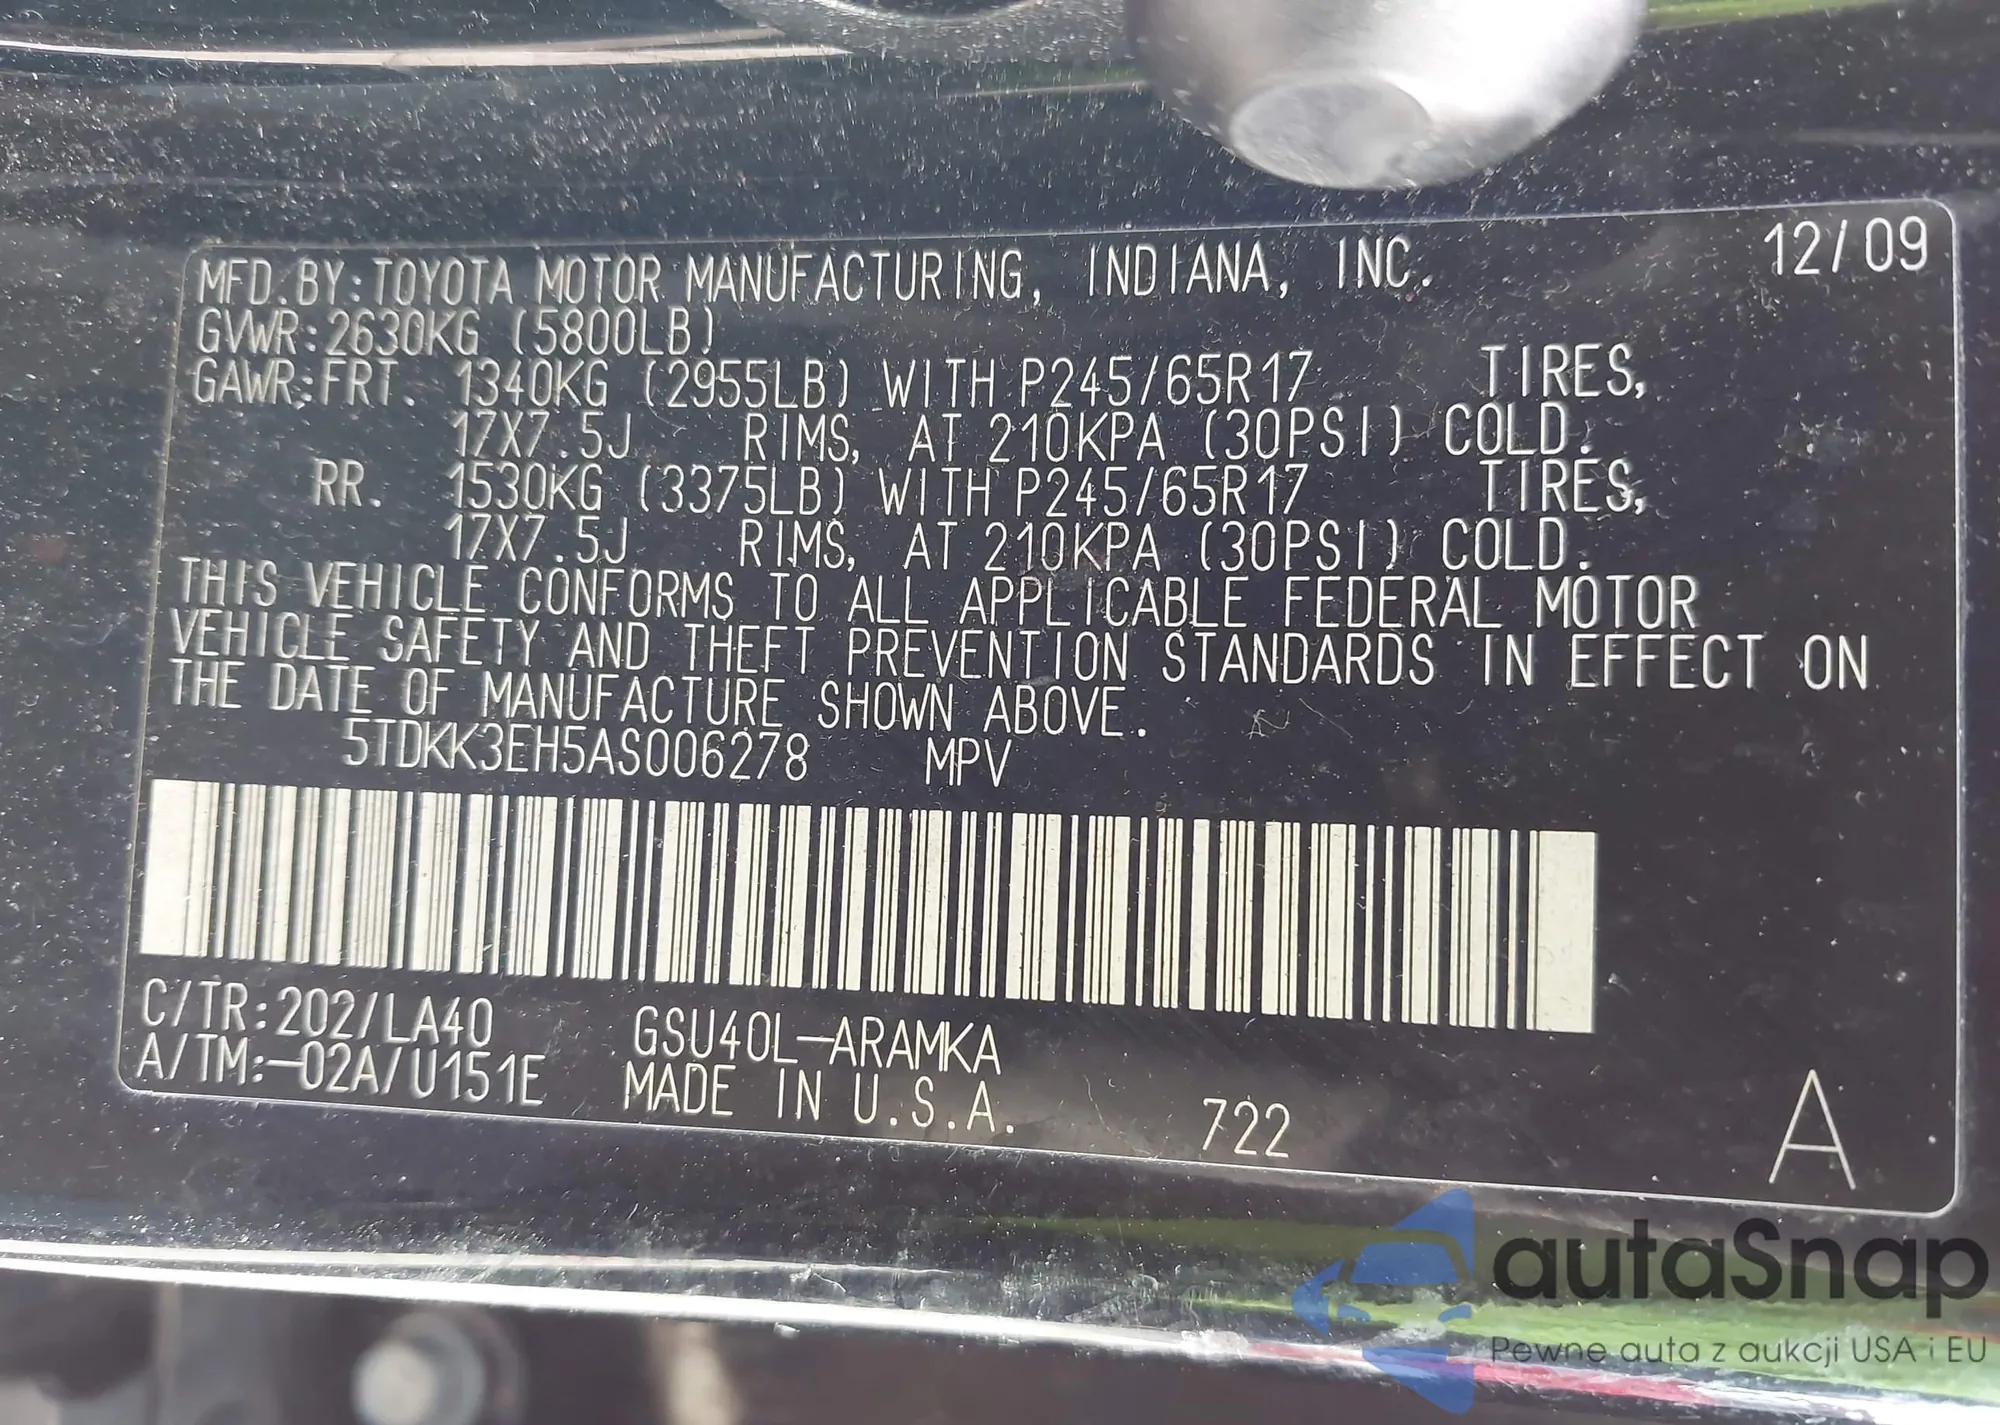 12/09
MFD.BY:TOYOTA MOTOR MANUFACTURING, INDIANA, INC.
GVWR:2630KG (5800LB)
GAWR:FRT. 1340KG (2955LB) WITH P245/65R17 TIRES,
17X7.5J RIMS, AT 210KPA (30PSI) COLD.
RR. 1530KG (3375LB) WITH P245/65R17 TIRES,
17X7.5J RIMS, AT 210KPA (30PSI) COLD.
THIS VEHICLE CONFORMS TO ALL APPLICABLE FEDERAL MOTOR
VEHICLE SAFETY AND THEFT PREVENTION STANDARDS IN EFFECT ON
THE DATE OF MANUFACTURE SHOWN ABOVE.
5TDKK3EH5AS006278 MPV
C/TR:202/LA40 GSU40L-ARAMKA
A/TM:-02A/U151E MADE IN U.S.A. 722
A
autaSnap
Pewne auta z aukcji USA i EU